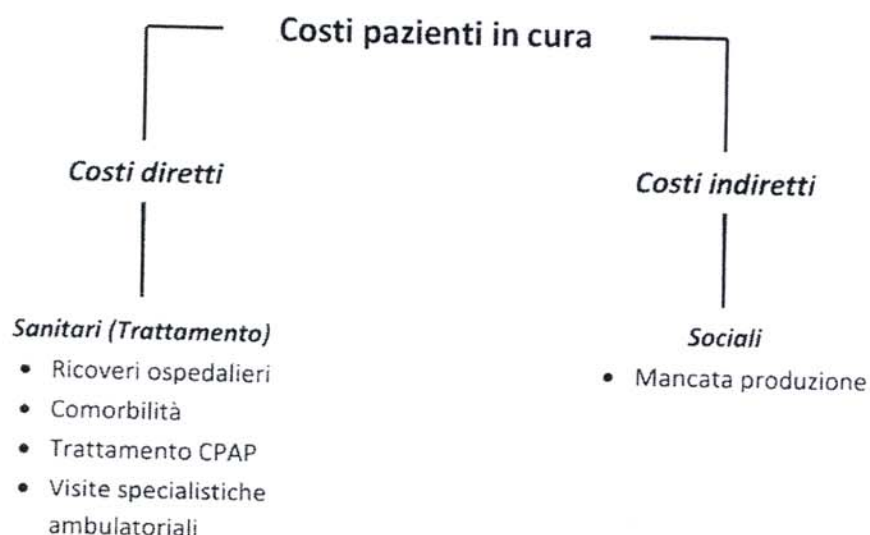 Costi pazienti in cura
Costi diretti
Costi indiretti
Sanitari (Trattamento)
• Ricoveri ospedalieri
• Comorbilità
• Trattamento CPAP
• Visite specialistiche
ambulatoriali
Sociali
• Mancata produzione